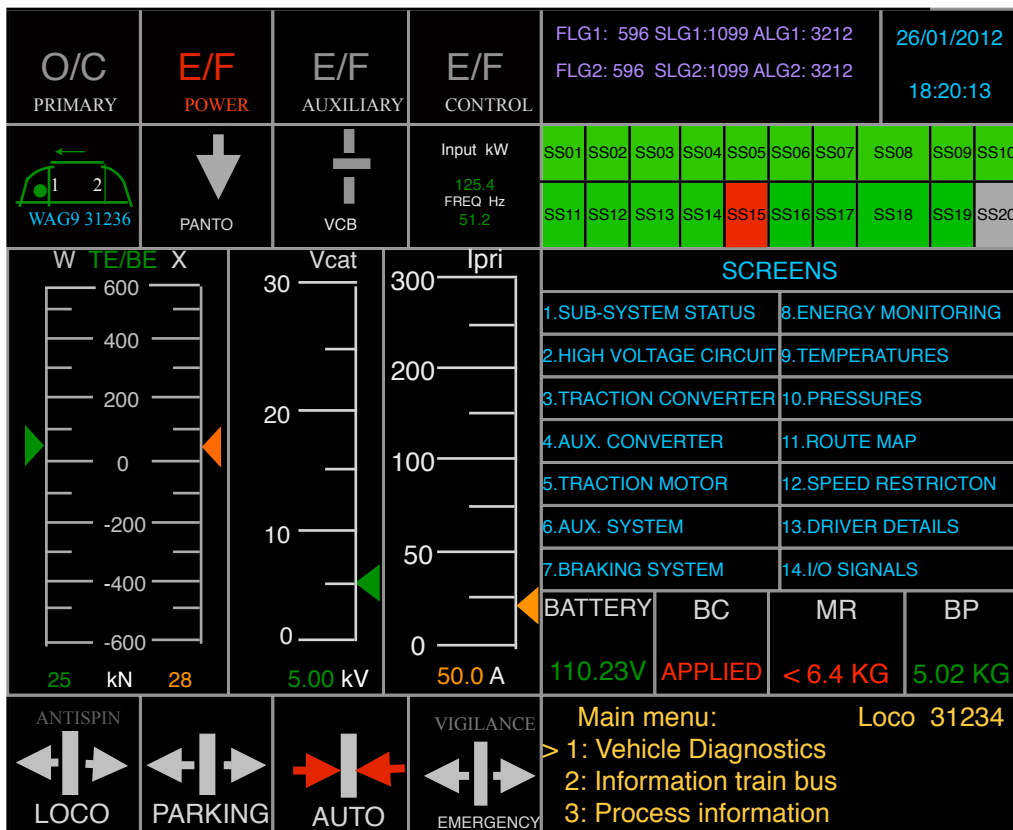 O/C
PRIMARY
E/F
POWER
E/F
AUXILIARY
E/F
CONTROL
FLG1: 596 SLG1:1099 ALG1: 3212
FLG2: 596 SLG2:1099 ALG2: 3212
26/01/2012
18:20:13
1 2
WAG9 31236
PANTO
VCB
Input kW
125.4
FREQ Hz
51.2
SS01 SS02 SS03 SS04 SS05 SS06 SS07 SS08 SS09 SS10
SS11 SS12 SS13 SS14 SS15 SS16 SS17 SS18 SS19 SS20
W TE/BE X
600
400
200
0
-200
-400
-600
25 kN 28
Vcat
30
20
10
0
5.00 kV
Ipri
300
200
100
50
0
50.0 A
SCREENS
1.SUB-SYSTEM STATUS 8.ENERGY MONITORING
2.HIGH VOLTAGE CIRCUIT 9.TEMPERATURES
3.TRACTION CONVERTER 10.PRESSURES
4.AUX. CONVERTER 11.ROUTE MAP
5.TRACTION MOTOR 12.SPEED RESTRICTON
6.AUX. SYSTEM 13.DRIVER DETAILS
7.BRAKING SYSTEM 14.I/O SIGNALS
BATTERY BC MR BP
110.23V APPLIED < 6.4 KG 5.02 KG
ANTISPIN
LOCO
PARKING
AUTO
VIGILANCE
EMERGENCY
Main menu: Loco 31234
> 1: Vehicle Diagnostics
2: Information train bus
3: Process information